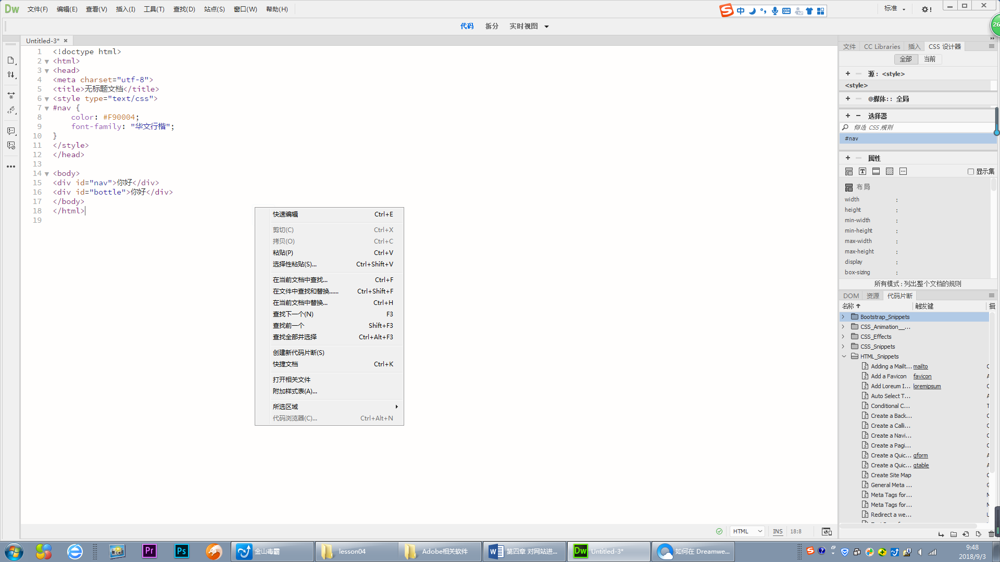 Dw 文件(F) 编辑(E) 查看(V) 插入(I) 工具(T) 查找(D) 站点(S) 窗口(W) 帮助(H) 中 标准
代码 拆分 实时视图
26
Untitled-3*
1 <!doctype html>
2 <html>
3 <head>
4 <meta charset="utf-8">
5 <title>无标题文档</title>
6 <style type="text/css">
7 #nav {
8 color: #F90004;
9 font-family: "华文行楷";
10 }
11 </style>
12 </head>
13
14 <body>
15 <div id="nav">你好</div>
16 <div id="bottle">你好</div>
17 </body>
18 </html>
19
快速编辑 Ctrl+E
剪切(C) Ctrl+X
拷贝(O) Ctrl+C
粘贴(P) Ctrl+V
选择性粘贴(S)... Ctrl+Shift+V
在当前文档中查找... Ctrl+F
在文件中查找和替换...... Ctrl+Shift+F
在当前文档中替换... Ctrl+H
查找下一个(N) F3
查找前一个 Shift+F3
查找全部并选择 Ctrl+Alt+F3
创建新代码片断(S)
快捷文档 Ctrl+K
打开相关文件
附加样式表(A)...
所选区域
代码浏览器(C)... Ctrl+Alt+N
文件 CC Libraries 插入 CSS 设计器
全部 当前
+ 源： <style>
<style>
+ @媒体: : 全局
+ − 选择器
筛选 CSS 规则
#nav
+ 属性
显示集
布局
width :
height :
min-width :
min-height :
max-width :
max-height :
display :
box-sizing :
所有模式 : 列出整个文档的规则
DOM 资源 代码片断
名称 触发键 描
Bootstrap_Snippets
CSS_Animation__...
CSS_Effects
CSS_Snippets
HTML_Snippets
Adding a Mailt... mailto
Add a Favicon favicon
Add Loreum I... loremipsum
Auto Select T...
Conditional C...
Create a Back...
Create a Calli...
Create a Navi...
Create a Pagi...
Create a Quic... qform
Create a Quic... qtable
Create Site Map
General Meta ...
Meta Tags for...
Meta Tags for...
Redirect a we...
HTML INS 18:8
Pr Ps 金山毒霸 lesson04 Adobe相关软件 第四章 对网站进... Dw Untitled-3* 如何在 Dreamwe...
9:48
2018/9/3